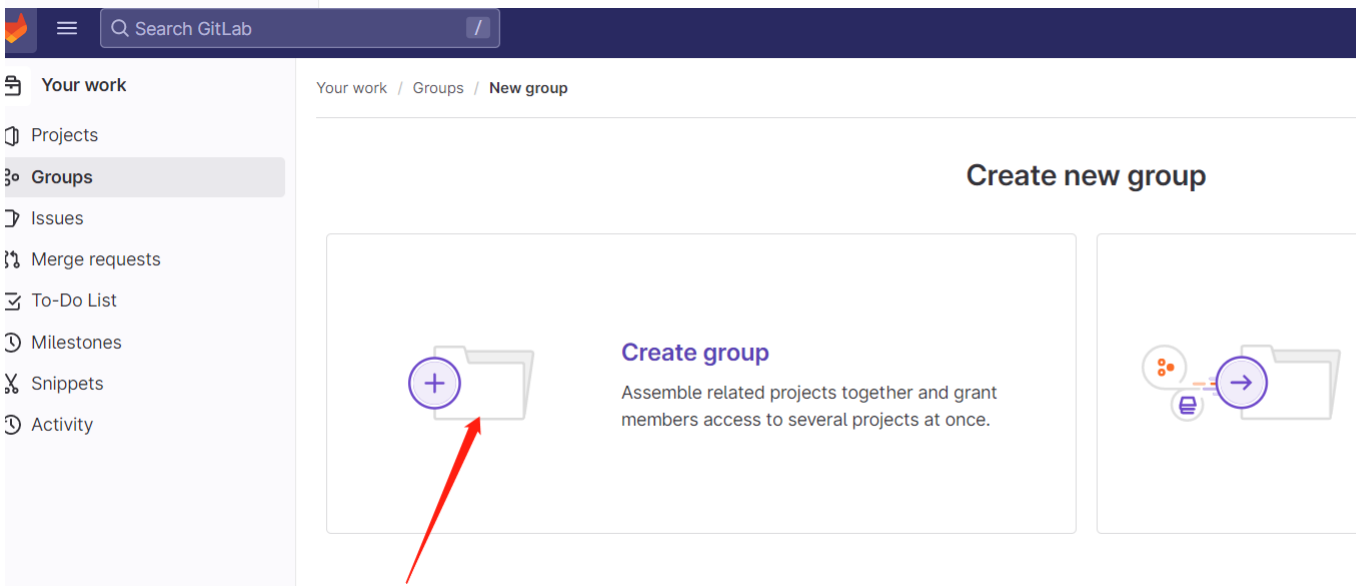 Search GitLab /
Your work
Projects
Groups
Issues
Merge requests
To-Do List
Milestones
Snippets
Activity
Your work / Groups / New group
Create new group
Create group
Assemble related projects together and grant
members access to several projects at once.